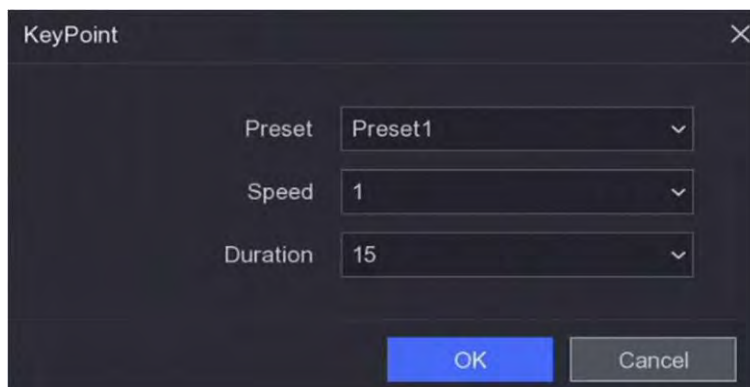 KeyPoint
Preset Preset1
Speed 1
Duration 15
OK Cancel